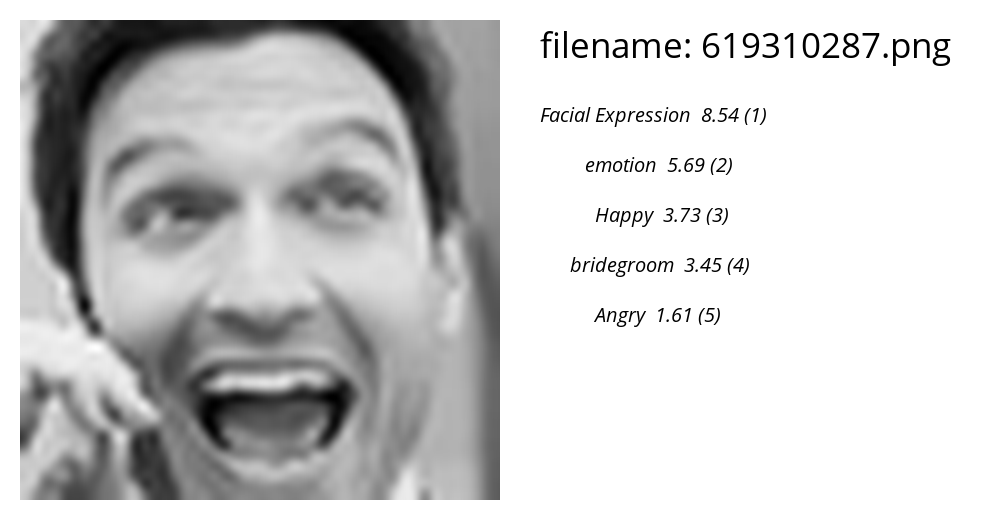 filename: 619310287.png
Facial Expression 8.54 (1)
emotion 5.69 (2)
Happy 3.73 (3)
bridegroom 3.45 (4)
Angry 1.61 (5)